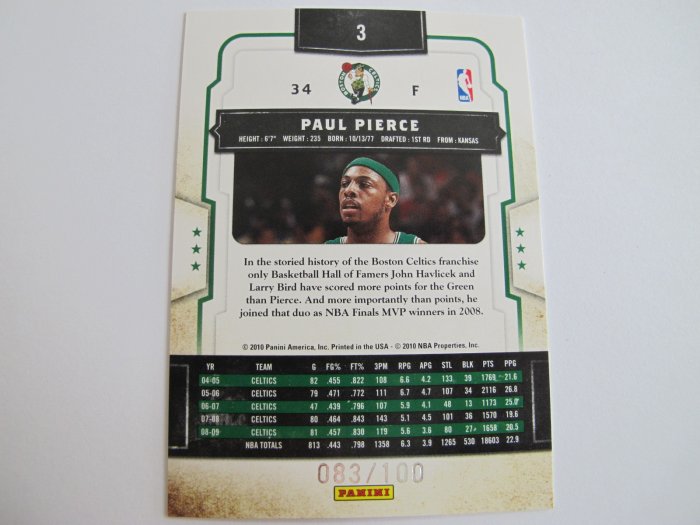 3
34 F
BOSTON CELTICS
NBA
PAUL PIERCE
HEIGHT : 6'7" WEIGHT : 235 BORN : 10/13/77 DRAFTED : 1ST RD FROM : KANSAS
In the storied history of the Boston Celtics franchise
only Basketball Hall of Famers John Havlicek and
Larry Bird have scored more points for the Green
than Pierce. And more importantly than points, he
joined that duo as NBA Finals MVP winners in 2008.
© 2010 Panini America, Inc. Printed in the USA · © 2010 NBA Properties, Inc.
YR TEAM G FG% FT% 3PM RPG APG STL BLK PTS PPG
04-05 CELTICS 82 .455 .822 108 6.6 4.2 133 39 1769 21.6
05-06 CELTICS 79 .471 .772 111 6.7 4.7 107 34 2116 26.8
06-07 CELTICS 47 .439 .796 107 5.9 4.1 48 13 1173 25.0
07-08 CELTICS 80 .464 .843 143 5.1 4.5 101 36 1570 19.6
08-09 CELTICS 81 .457 .830 119 5.6 3.6 80 27 1658 20.5
NBA TOTALS 813 .443 .798 1358 6.3 3.9 1265 530 18603 22.9
083/100
PANINI